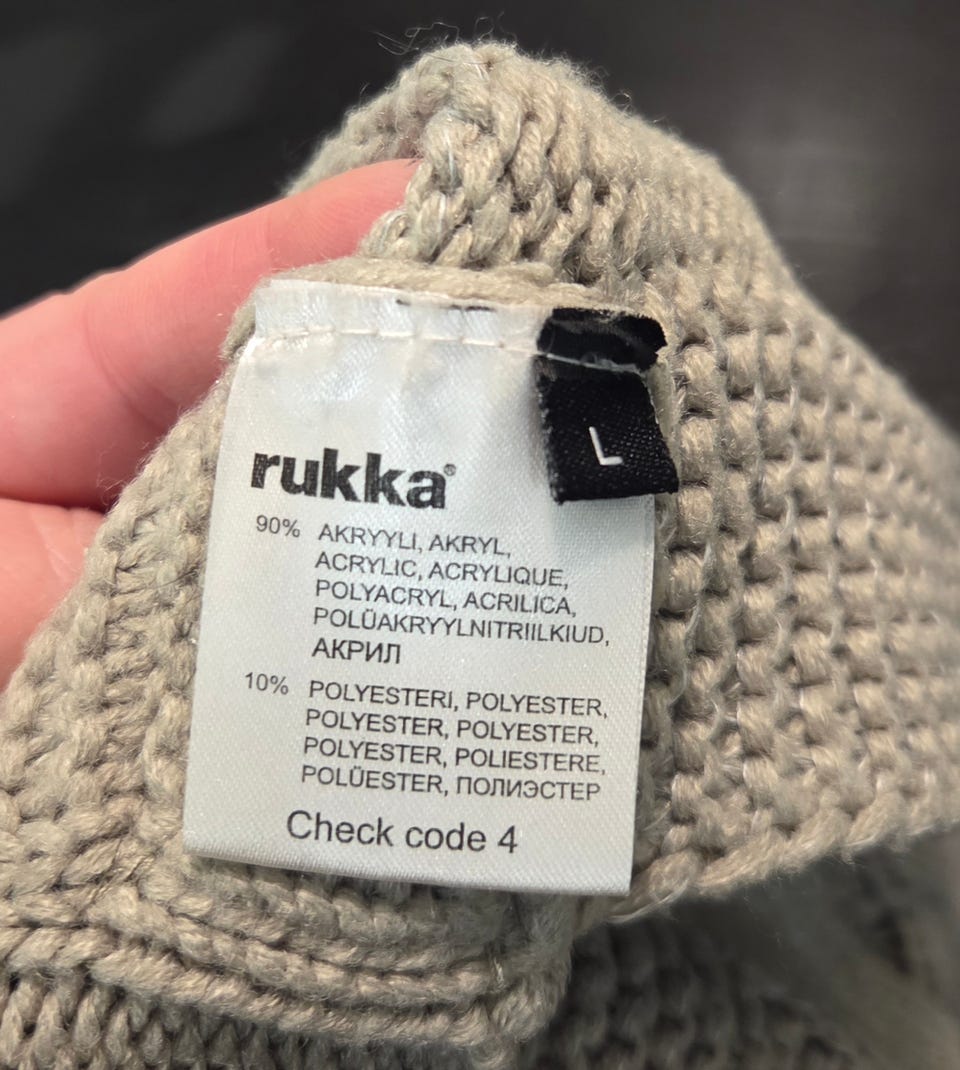 L
rukka®
90% AKRYYLI, AKRYL,
ACRYLIC, ACRYLIQUE,
POLYACRYL, ACRILICA,
POLÜAKRYYLNITRIILKIUD,
АКРИЛ
10% POLYESTERI, POLYESTER,
POLYESTER, POLYESTER,
POLYESTER, POLIESTERE,
POLÜESTER, ПОЛИЭСТЕР
Check code 4